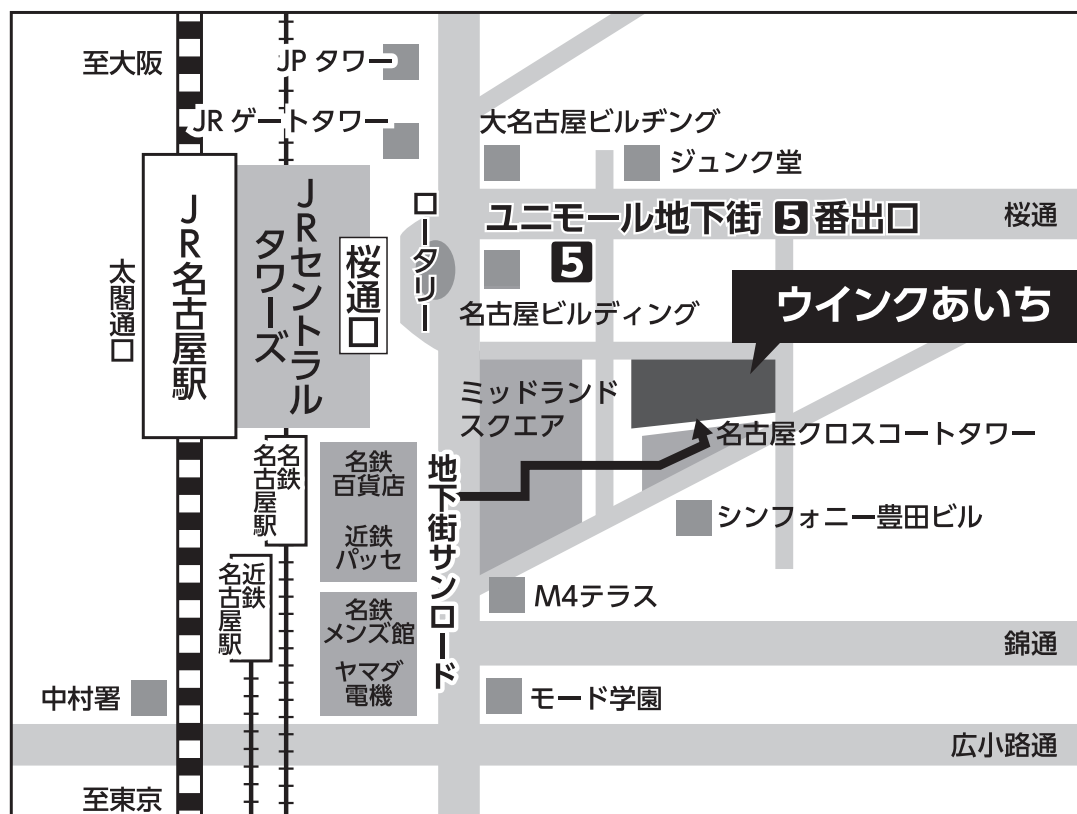 至大阪
JPタワー
JRゲートタワー
大名古屋ビルヂング
ジュンク堂
ユニモール地下街 5 番出口
桜通
5
名古屋ビルディング
ウインクあいち
ロータリー
桜通口
JRセントラル
タワーズ
JR名古屋駅
太閤通口
ミッドランド
スクエア
名古屋クロスコートタワー
シンフォニー豊田ビル
名鉄
名古屋駅
近鉄
名古屋駅
名鉄
百貨店
近鉄
パッセ
名鉄
メンズ館
ヤマダ
電機
地下街サンロード
M4テラス
錦通
中村署
モード学園
広小路通
至東京